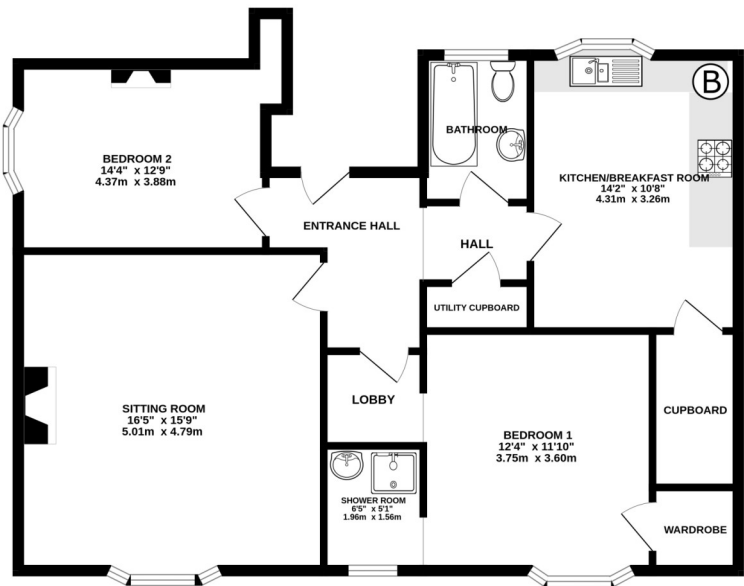 B
BATHROOM
BEDROOM 2
14'4" x 12'9"
4.37m x 3.88m
KITCHEN/BREAKFAST ROOM
14'2" x 10'8"
4.31m x 3.26m
ENTRANCE HALL
HALL
UTILITY CUPBOARD
LOBBY
SITTING ROOM
16'5" x 15'9"
5.01m x 4.79m
CUPBOARD
BEDROOM 1
12'4" x 11'10"
3.75m x 3.60m
SHOWER ROOM
6'5" x 5'1"
1.96m x 1.56m
WARDROBE